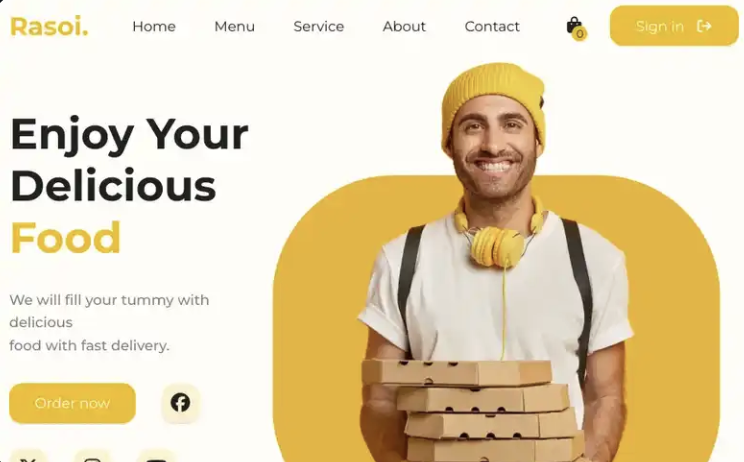 Rasoi.
Home
Menu
Service
About
Contact
0
Sign in
Enjoy Your
Delicious
Food
We will fill your tummy with
delicious
food with fast delivery.
Order now